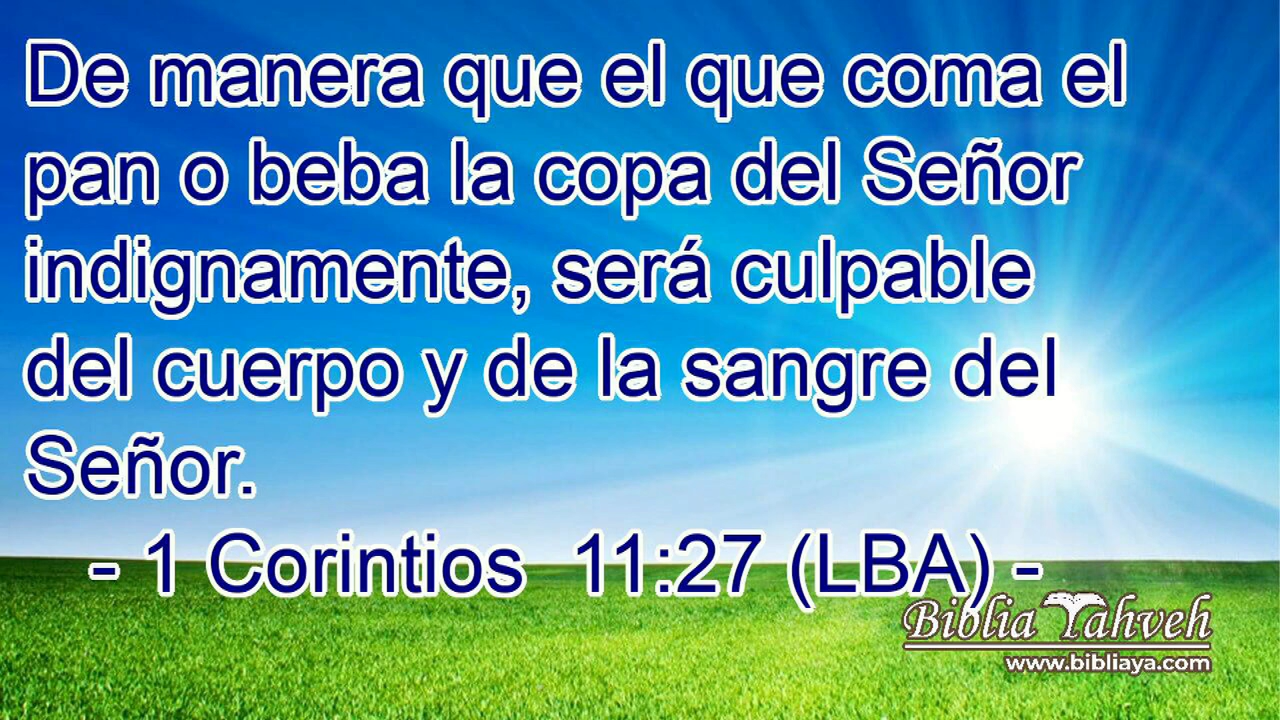 De manera que el que coma el
pan o beba la copa del Señor
indignamente, será culpable
del cuerpo y de la sangre del
Señor.
- 1 Corintios 11:27 (LBA) -
Biblia Yahveh
www.bibliaya.com